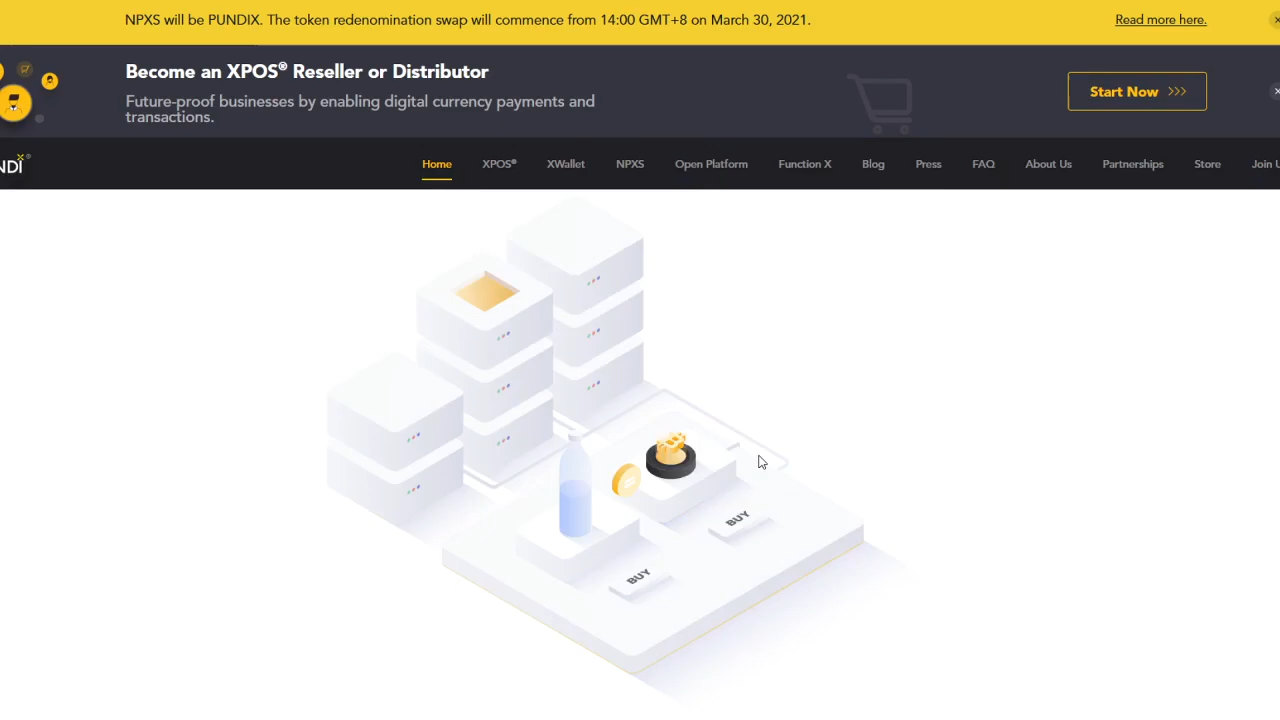 NPXS will be PUNDIX. The token redenomination swap will commence from 14:00 GMT+8 on March 30, 2021.
Read more here.
Become an XPOS® Reseller or Distributor
Future-proof businesses by enabling digital currency payments and
transactions.
Start Now >>>
NDI X®
Home XPOS® XWallet NPXS Open Platform Function X Blog Press FAQ About Us Partnerships Store Join U
BUY
BUY